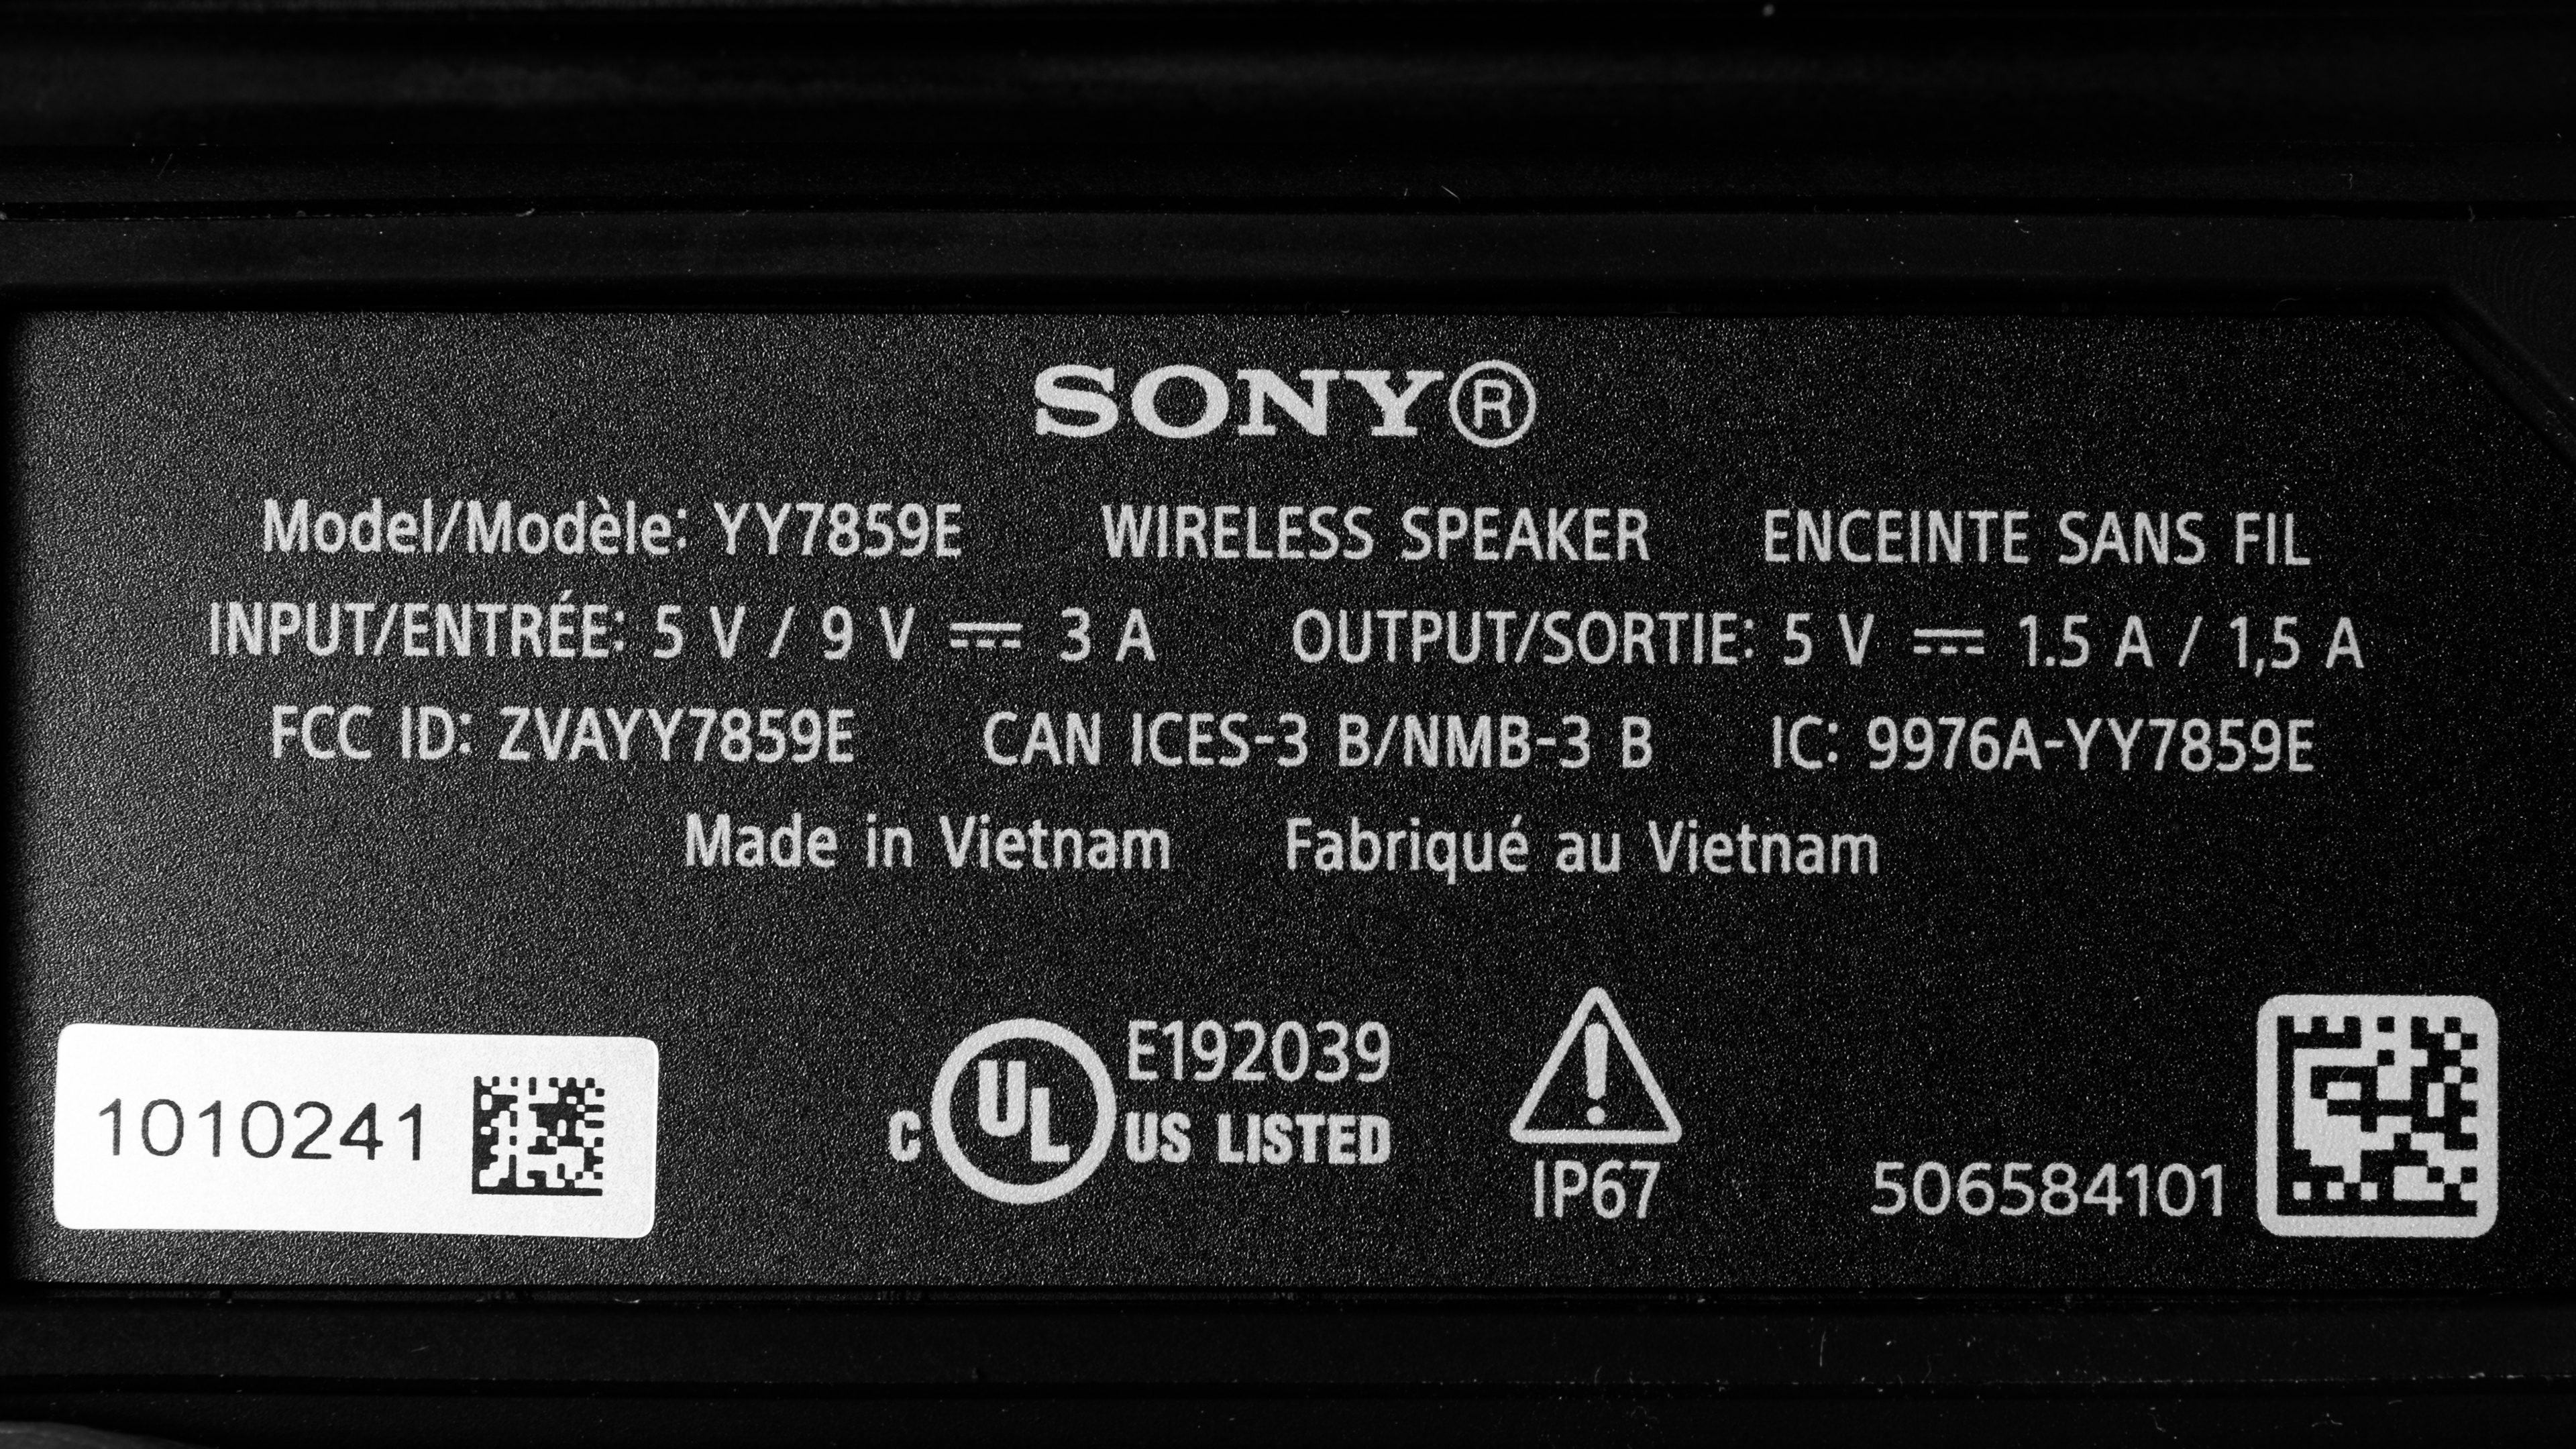 SONY®
Model/Modèle: YY7859E WIRELESS SPEAKER ENCEINTE SANS FIL
INPUT/ENTRÉE: 5 V / 9 V ⎓ 3 A OUTPUT/SORTIE: 5 V ⎓ 1.5 A / 1,5 A
FCC ID: ZVAYY7859E CAN ICES-3 B/NMB-3 B IC: 9976A-YY7859E
Made in Vietnam Fabriqué au Vietnam
1010241
C UL E192039
US LISTED
IP67
506584101